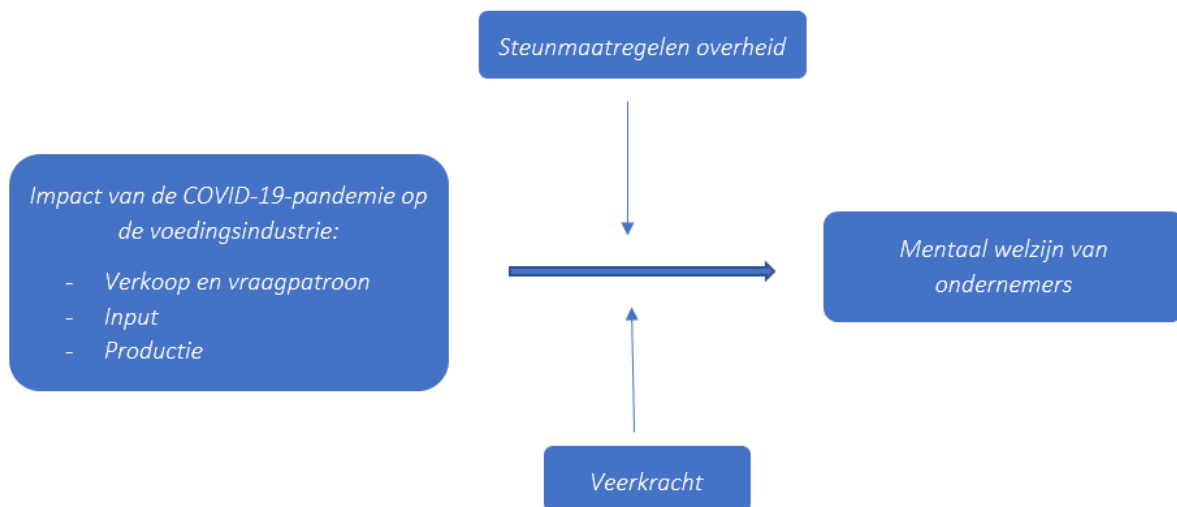 Steunmaatregelen overheid
Impact van de COVID-19-pandemie op
de voedingsindustrie:
- Verkoop en vraagpatroon
- Input
- Productie
Mentaal welzijn van
ondernemers
Veerkracht